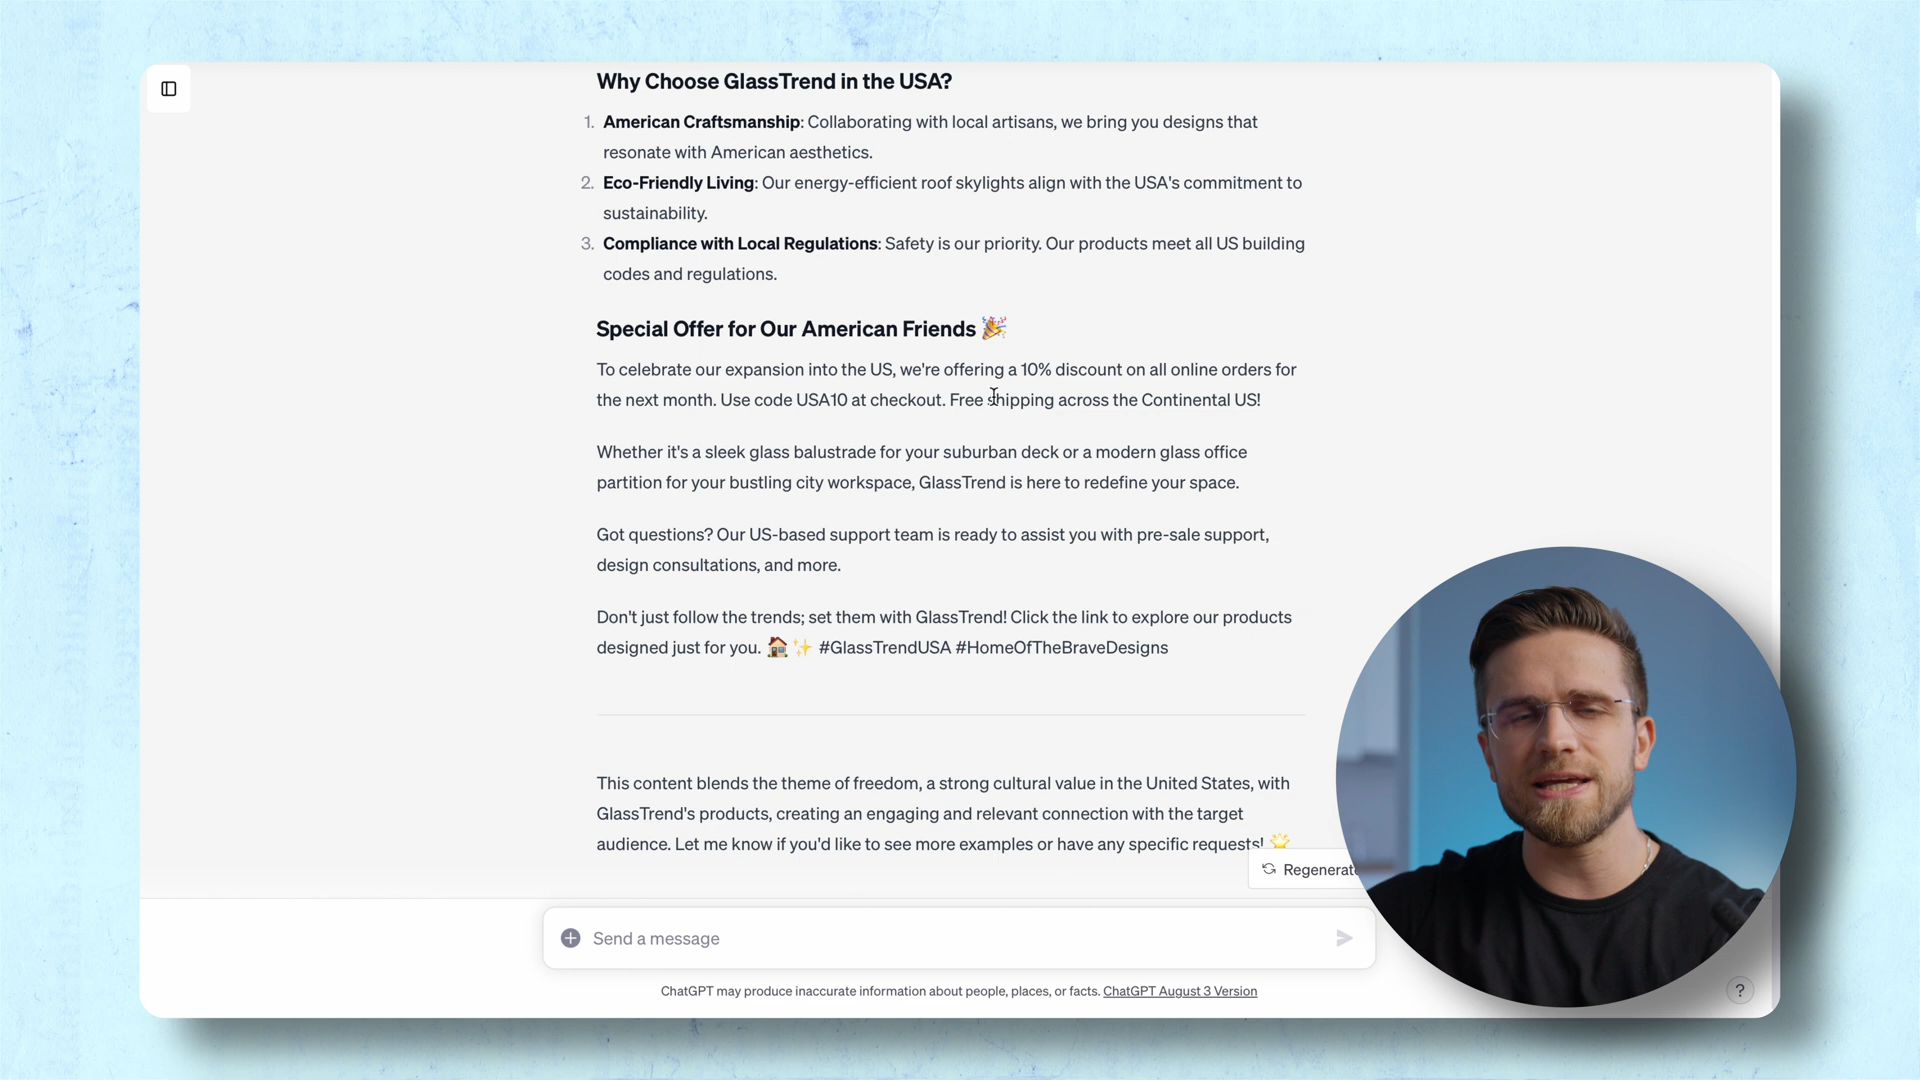 Why Choose GlassTrend in the USA?
1. American Craftsmanship: Collaborating with local artisans, we bring you designs that
resonate with American aesthetics.
2. Eco-Friendly Living: Our energy-efficient roof skylights align with the USA's commitment to
sustainability.
3. Compliance with Local Regulations: Safety is our priority. Our products meet all US building
codes and regulations.
Special Offer for Our American Friends 🎉
To celebrate our expansion into the US, we're offering a 10% discount on all online orders for
the next month. Use code USA10 at checkout. Free shipping across the Continental US!
Whether it's a sleek glass balustrade for your suburban deck or a modern glass office
partition for your bustling city workspace, GlassTrend is here to redefine your space.
Got questions? Our US-based support team is ready to assist you with pre-sale support,
design consultations, and more.
Don't just follow the trends; set them with GlassTrend! Click the link to explore our products
designed just for you. 🏠✨ #GlassTrendUSA #HomeOfTheBraveDesigns
This content blends the theme of freedom, a strong cultural value in the United States, with
GlassTrend's products, creating an engaging and relevant connection with the target
audience. Let me know if you'd like to see more examples or have any specific requests! 🌟
Regenerate
Send a message
ChatGPT may produce inaccurate information about people, places, or facts. ChatGPT August 3 Version
?